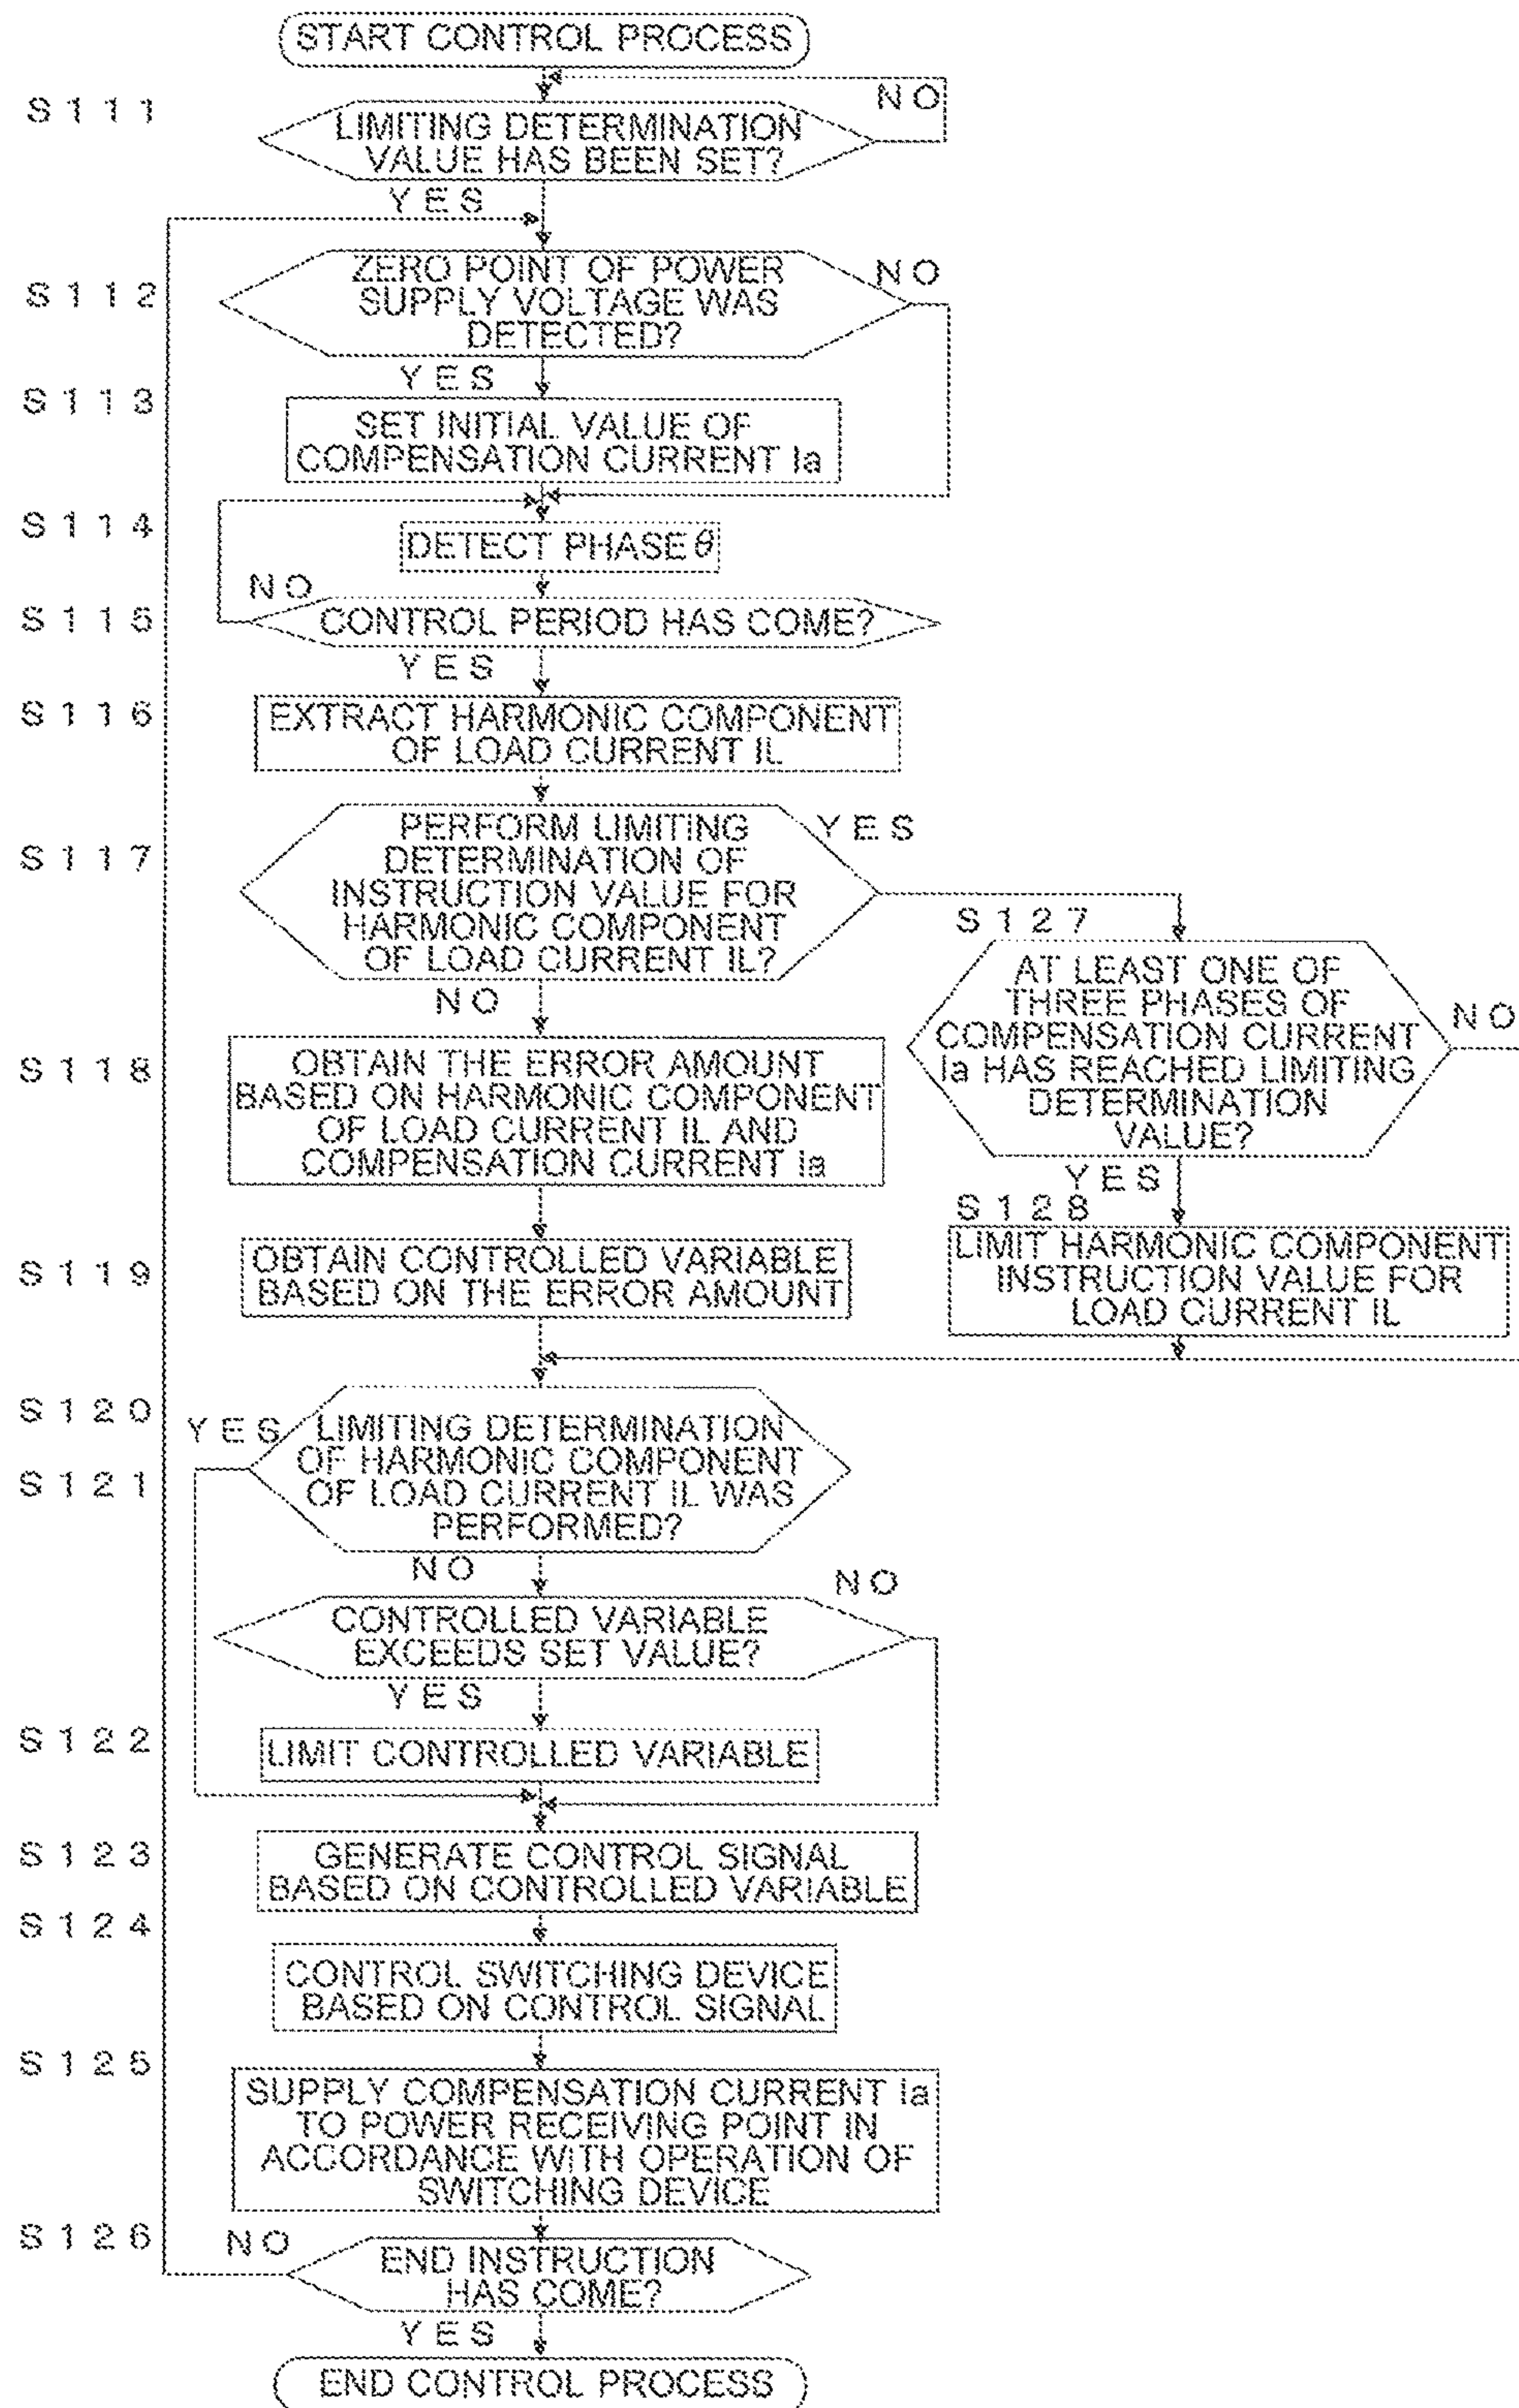 START CONTROL PROCESS
NO
S111
LIMITING DETERMINATION
VALUE HAS BEEN SET?
YES
S112
ZERO POINT OF POWER
SUPPLY VOLTAGE WAS
DETECTED?
NO
YES
S113
SET INITIAL VALUE OF
COMPENSATION CURRENT Ia
S114
DETECT PHASE θ
NO
S115
CONTROL PERIOD HAS COME?
YES
S116
EXTRACT HARMONIC COMPONENT
OF LOAD CURRENT IL
S117
PERFORM LIMITING
DETERMINATION OF
INSTRUCTION VALUE FOR
HARMONIC COMPONENT
OF LOAD CURRENT IL?
YES
NO
S127
AT LEAST ONE OF
THREE PHASES OF
COMPENSATION CURRENT
Ia HAS REACHED LIMITING
DETERMINATION
VALUE?
NO
YES
S118
OBTAIN THE ERROR AMOUNT
BASED ON HARMONIC COMPONENT
OF LOAD CURRENT IL AND
COMPENSATION CURRENT Ia
S128
LIMIT HARMONIC COMPONENT
INSTRUCTION VALUE FOR
LOAD CURRENT IL
S119
OBTAIN CONTROLLED VARIABLE
BASED ON THE ERROR AMOUNT
S120
YES
LIMITING DETERMINATION
OF HARMONIC COMPONENT
OF LOAD CURRENT IL WAS
PERFORMED?
S121
NO
NO
CONTROLLED VARIABLE
EXCEEDS SET VALUE?
YES
S122
LIMIT CONTROLLED VARIABLE
S123
GENERATE CONTROL SIGNAL
BASED ON CONTROLLED VARIABLE
S124
CONTROL SWITCHING DEVICE
BASED ON CONTROL SIGNAL
S125
SUPPLY COMPENSATION CURRENT Ia
TO POWER RECEIVING POINT IN
ACCORDANCE WITH OPERATION OF
SWITCHING DEVICE
S126
NO
END INSTRUCTION
HAS COME?
YES
END CONTROL PROCESS